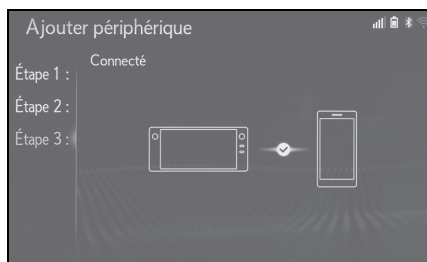 Ajouter périphérique
Connecté
Étape 1 :
Étape 2 :
Étape 3 :